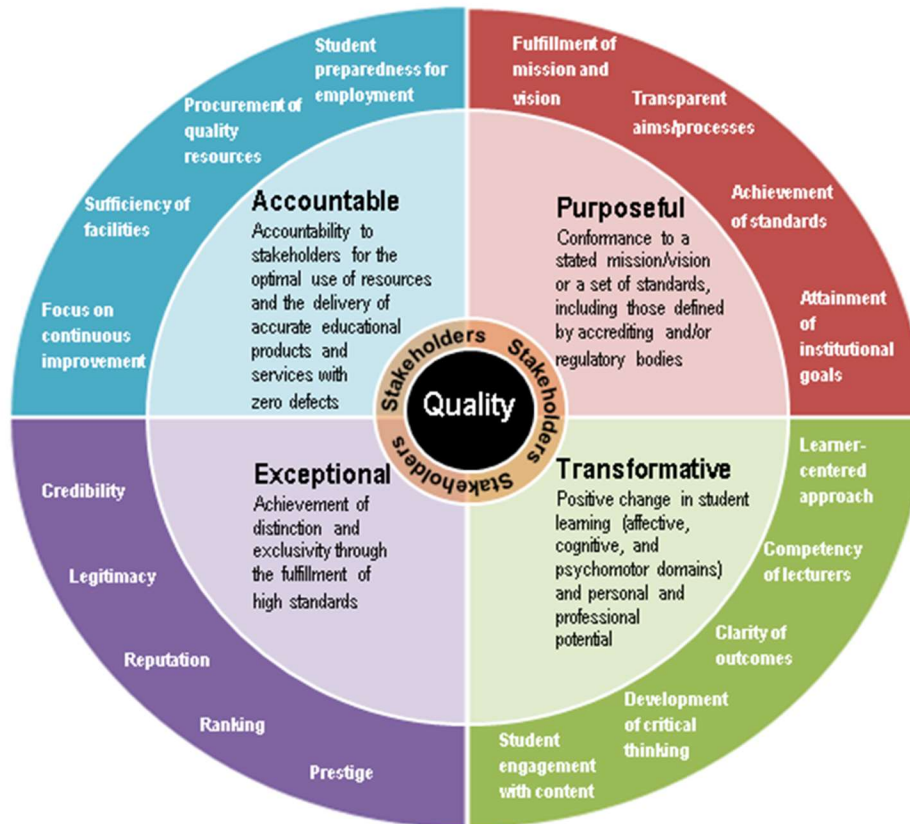 Student
preparedness for
employment
Procurement of
quality
resources
Sufficiency of
facilities
Focus on
continuous
improvement
Accountable
Accountability to
stakeholders for the
optimal use of resources
and the delivery of
accurate educational
products and
services with
zero defects
Fulfillment of
mission and
vision
Transparent
aims/processes
Achievement
of standards
Attainment
of
institutional
goals
Purposeful
Conformance to a
stated mission/vision
or a set of standards,
including those defined
by accrediting and/or
regulatory bodies
Stakeholders Stakeholders Stakeholders
Quality
Exceptional
Achievement of
distinction and
exclusivity through
the fulfillment of
high standards
Credibility
Legitimacy
Reputation
Ranking
Prestige
Transformative
Positive change in student
learning (affective,
cognitive, and
psychomotor domains)
and personal and
professional
potential
Learner-
centered
approach
Competency
of lecturers
Clarity of
outcomes
Development
of critical
thinking
Student
engagement
with content